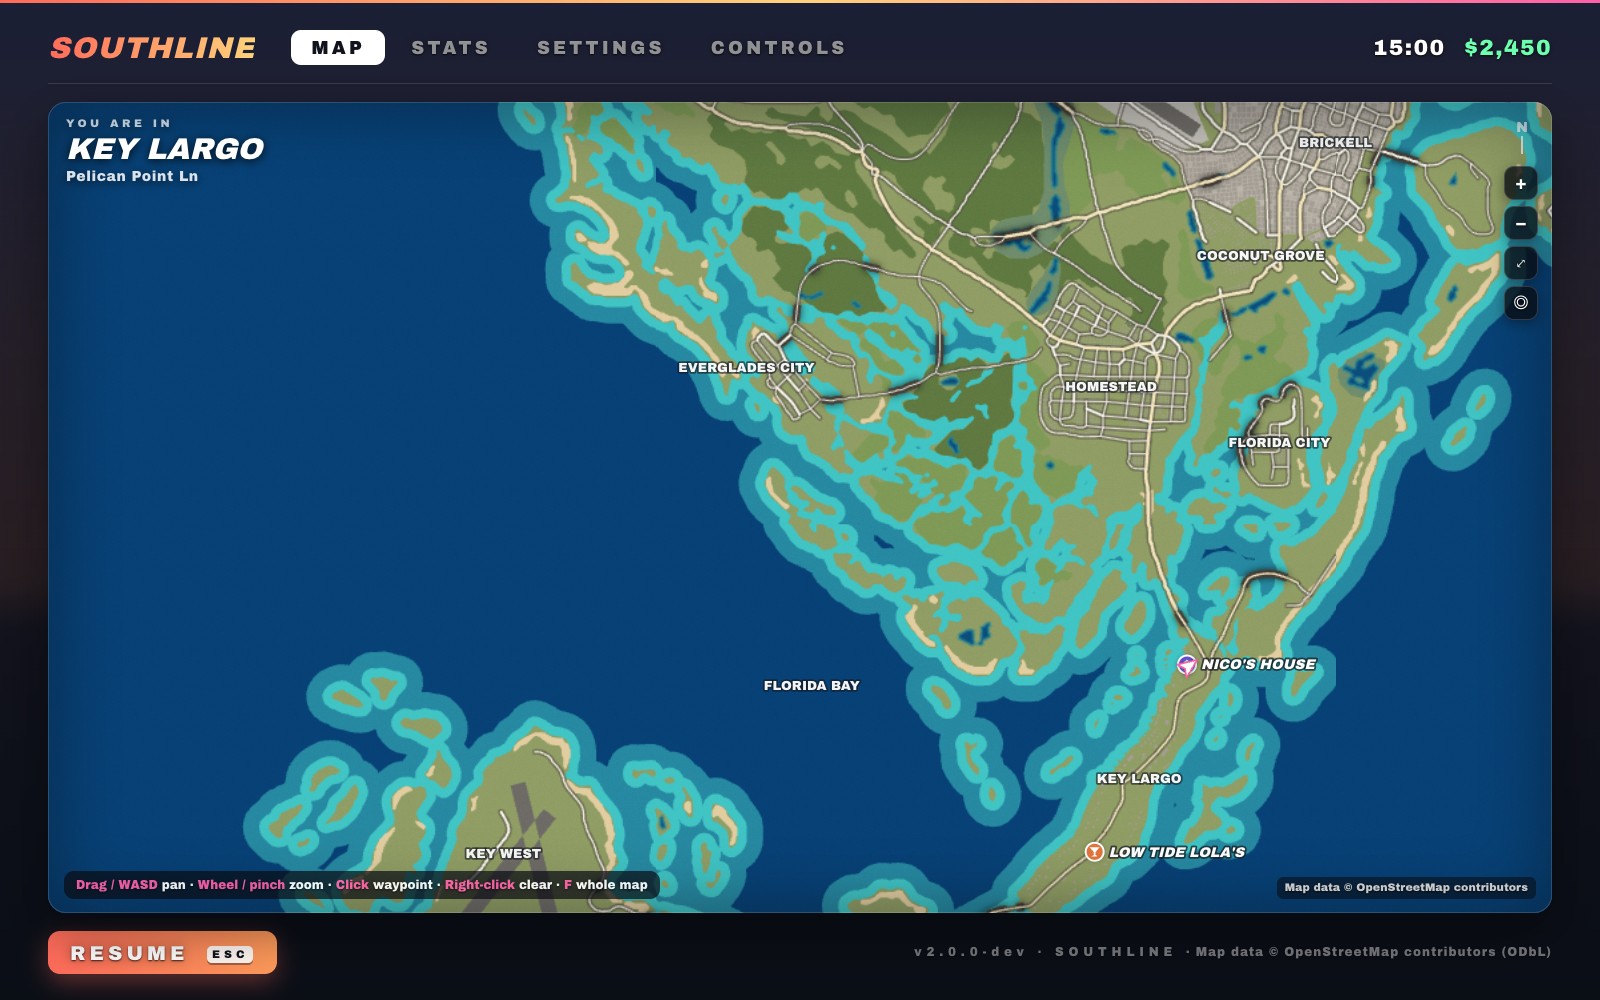 SOUTHLINE MAP STATS SETTINGS CONTROLS 15:00 $2,450
YOU ARE IN
KEY LARGO
Pelican Point Ln
N
BRICKELL
+
−
COCONUT GROVE
EVERGLADES CITY
HOMESTEAD
FLORIDA CITY
NICO'S HOUSE
FLORIDA BAY
KEY LARGO
LOW TIDE LOLA'S
KEY WEST
Drag / WASD pan · Wheel / pinch zoom · Click waypoint · Right-click clear · F whole map
Map data © OpenStreetMap contributors
RESUME ESC
v2.0.0-dev · SOUTHLINE · Map data © OpenStreetMap contributors (ODbL)